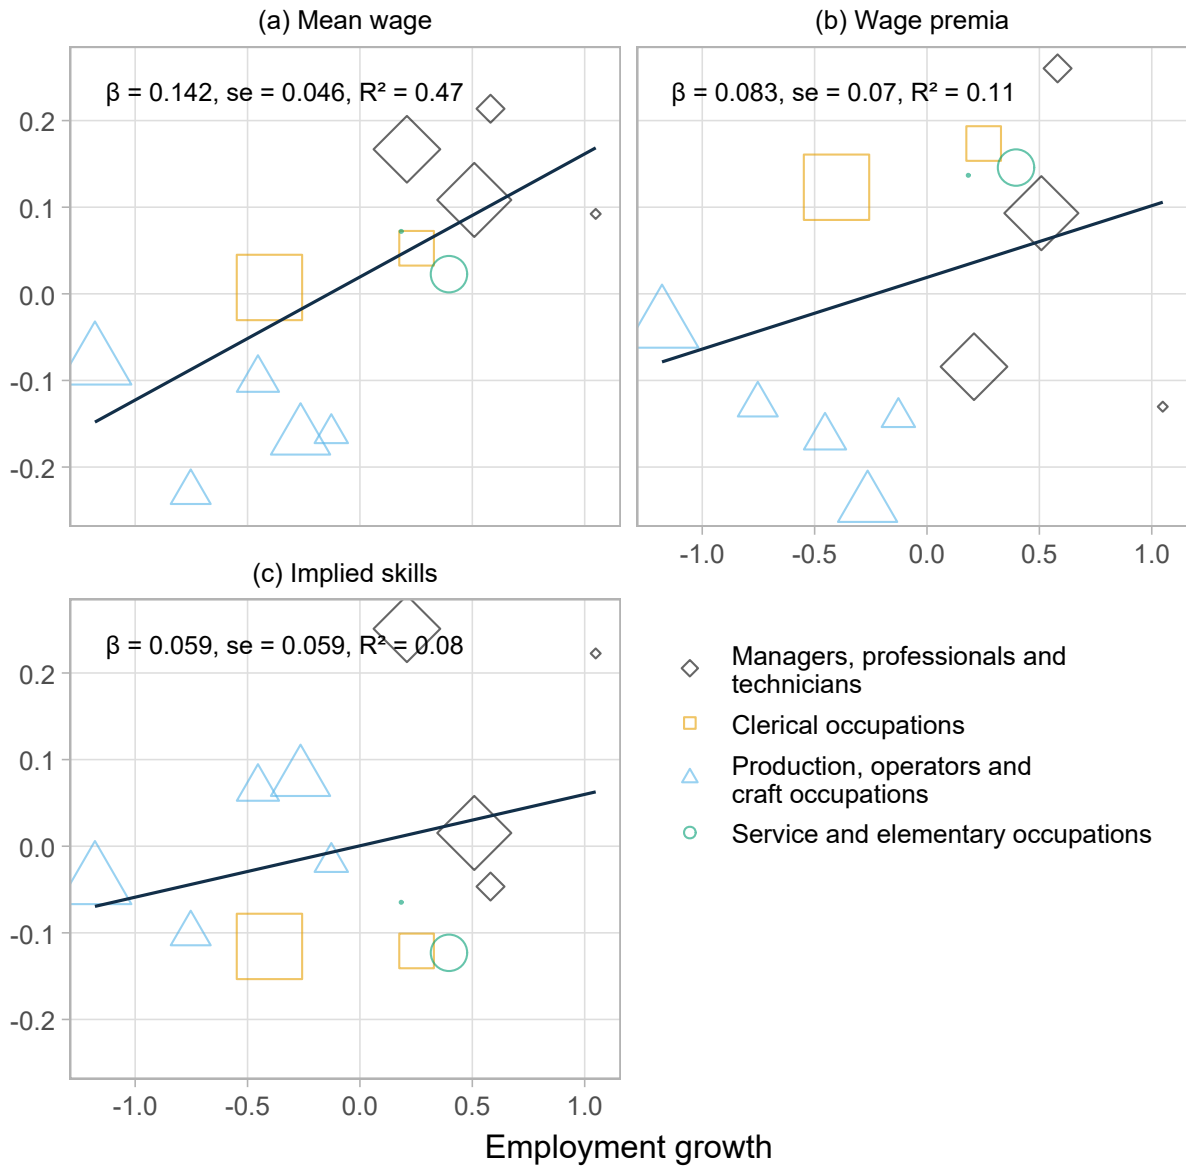 (a) Mean wage
β = 0.142, se = 0.046, R² = 0.47
0.2
0.1
0.0
-0.1
-0.2
(b) Wage premia
β = 0.083, se = 0.07, R² = 0.11
-1.0 -0.5 0.0 0.5 1.0
(c) Implied skills
β = 0.059, se = 0.059, R² = 0.08
0.2
0.1
0.0
-0.1
-0.2
-1.0 -0.5 0.0 0.5 1.0
Managers, professionals and
technicians
Clerical occupations
Production, operators and
craft occupations
Service and elementary occupations
Employment growth